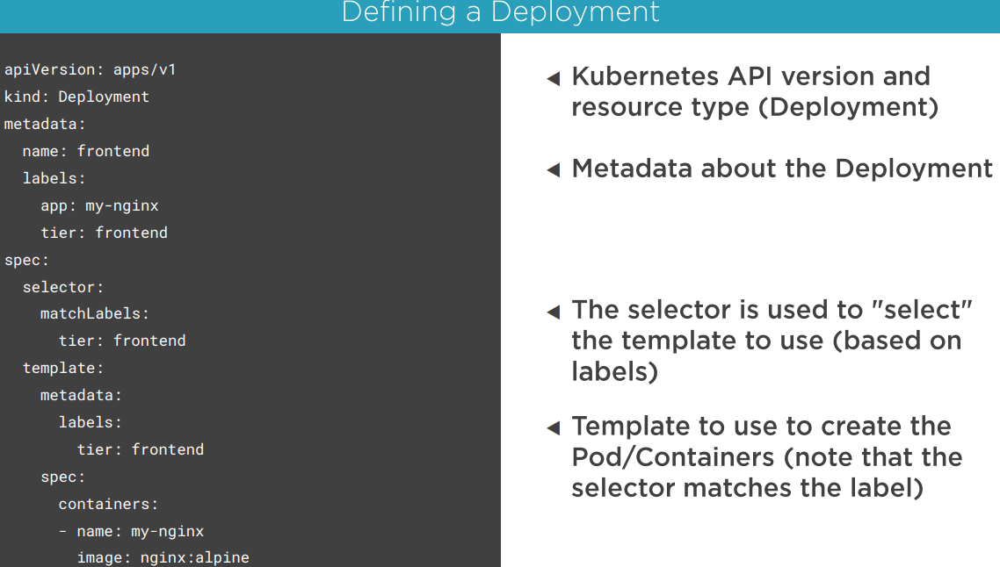 Defining a Deployment
apiVersion: apps/v1
kind: Deployment
metadata:
  name: frontend
  labels:
    app: my-nginx
    tier: frontend
spec:
  selector:
    matchLabels:
      tier: frontend
  template:
    metadata:
      labels:
        tier: frontend
    spec:
      containers:
      - name: my-nginx
        image: nginx:alpine
Kubernetes API version and
resource type (Deployment)
Metadata about the Deployment
The selector is used to "select"
the template to use (based on
labels)
Template to use to create the
Pod/Containers (note that the
selector matches the label)